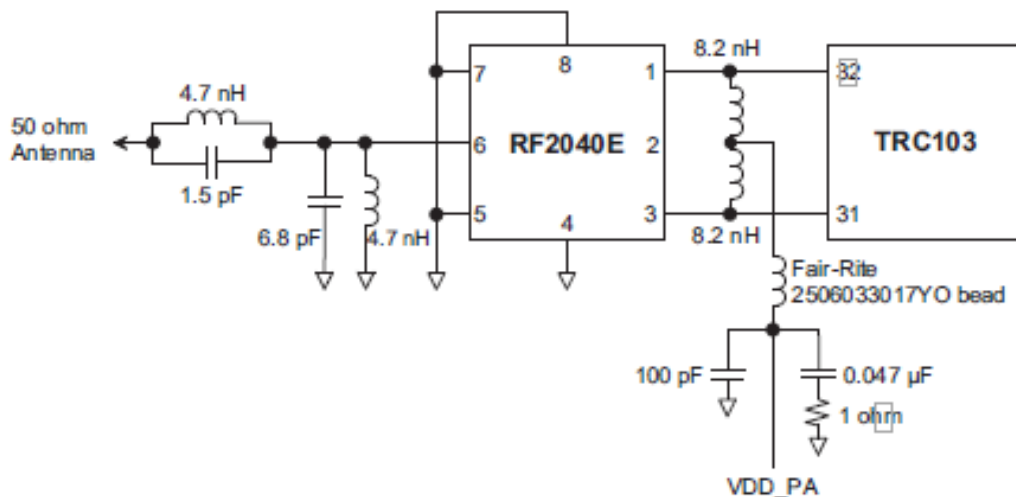 8.2 nH
7
8
1
32
4.7 nH
50 ohm
Antenna
6
RF2040E
2
TRC103
1.5 pF
5
3
31
6.8 pF
4.7 nH
4
8.2 nH
Fair-Rite
2506033017YO bead
100 pF
0.047 µF
1 ohm
VDD_PA